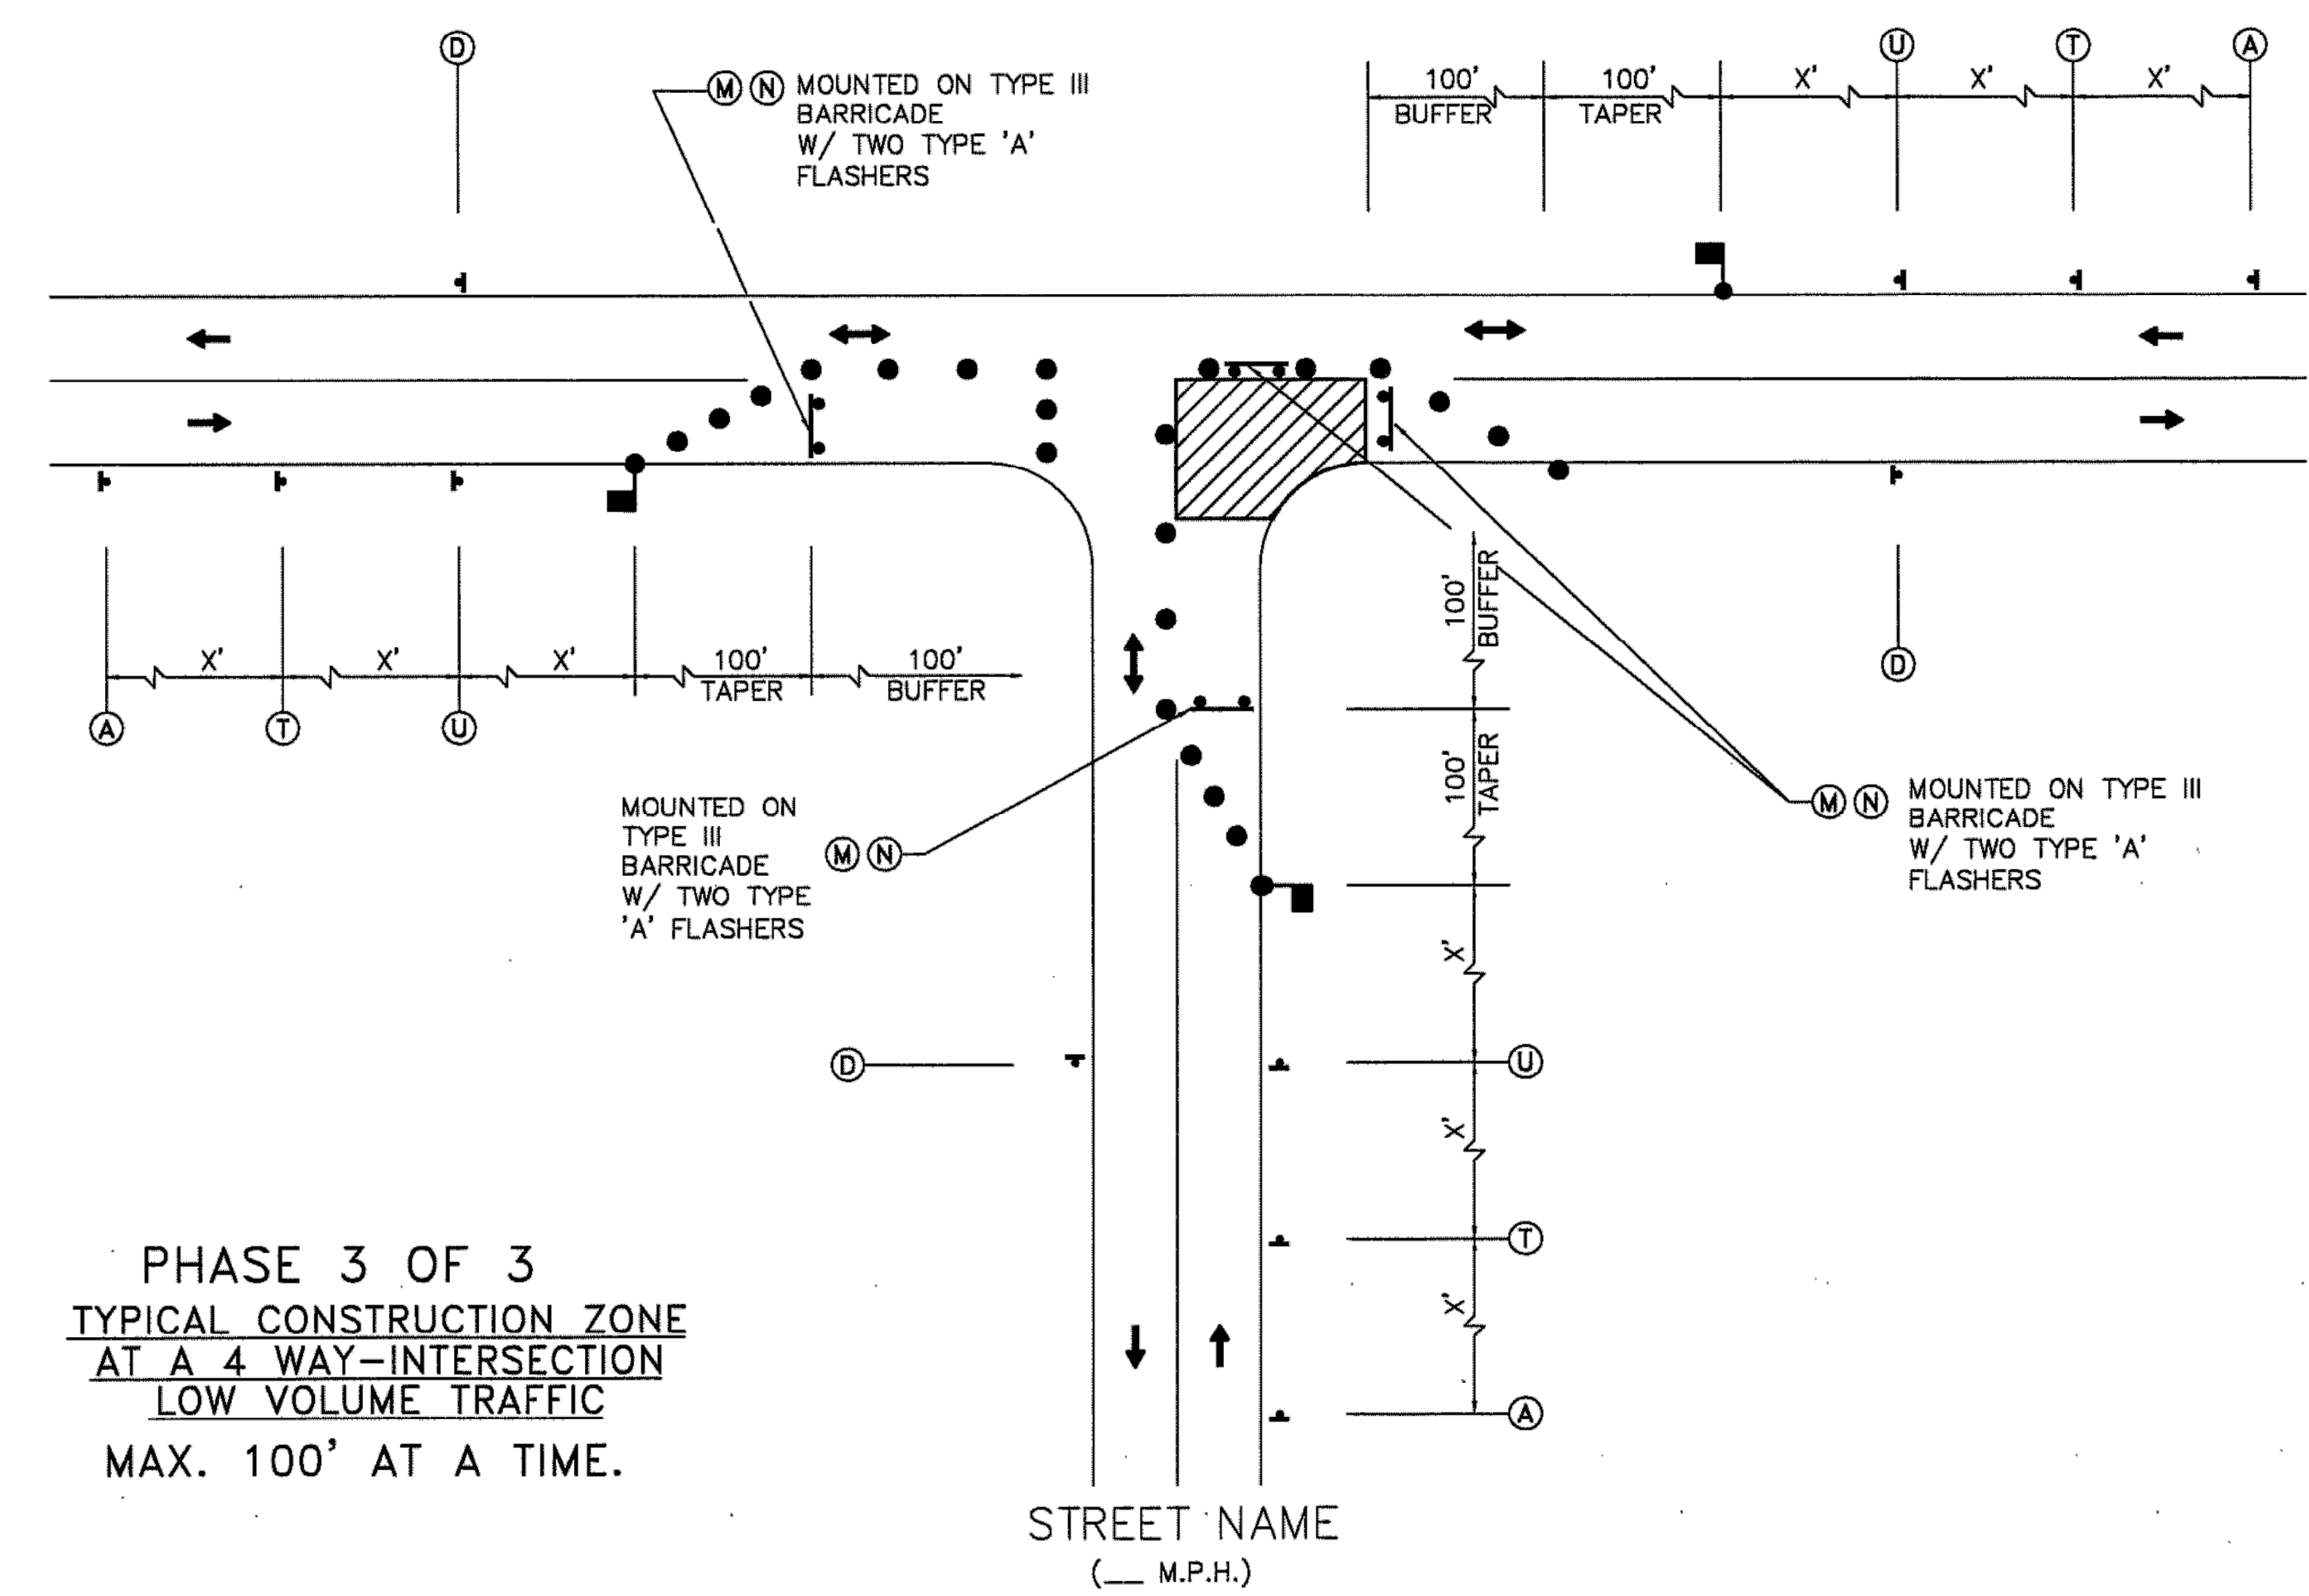 D
M N MOUNTED ON TYPE III
BARRICADE
W/ TWO TYPE 'A'
FLASHERS
U T A
100' 100' X' X' X'
BUFFER TAPER
X' X' X' 100' 100'
TAPER BUFFER
A T U
100'
BUFFER
100'
TAPER
D
M N MOUNTED ON TYPE III
BARRICADE
W/ TWO TYPE 'A'
FLASHERS
MOUNTED ON
TYPE III
BARRICADE M N
W/ TWO TYPE
'A' FLASHERS
X'
D
U
X'
T
X'
A
PHASE 3 OF 3
TYPICAL CONSTRUCTION ZONE
AT A 4 WAY-INTERSECTION
LOW VOLUME TRAFFIC
MAX. 100' AT A TIME.
STREET NAME
(__ M.P.H.)